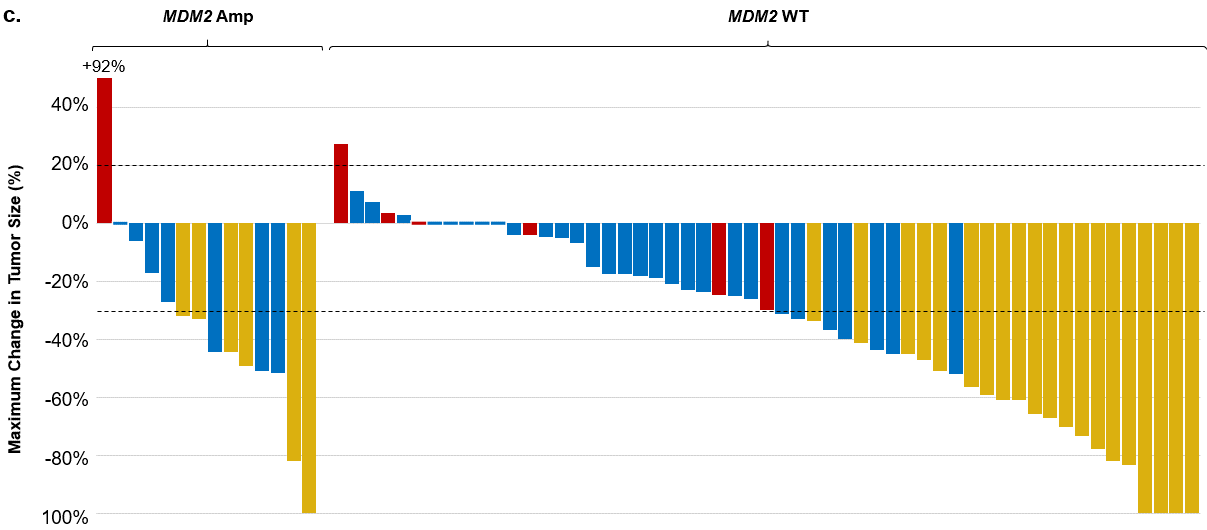 c.
MDM2 Amp
MDM2 WT
+92%
40%
20%
0%
-20%
-40%
-60%
-80%
100%
Maximum Change in Tumor Size (%)